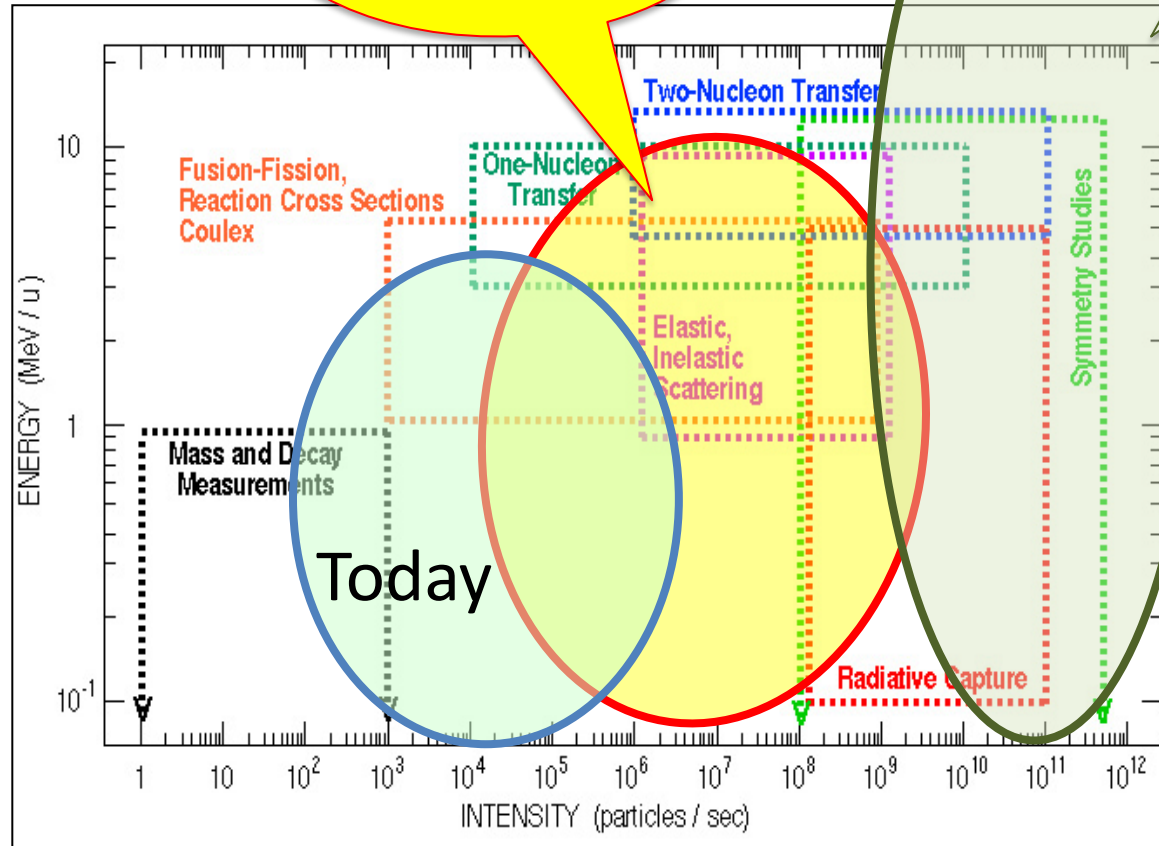 Two-Nucleon Transfer
10
Fusion-Fission,
Reaction Cross Sections
Coulex
One-Nucleon
Transfer
Symmetry Studies
ENERGY (MeV / u)
Elastic,
Inelastic
Scattering
1
Mass and Decay
Measurements
Today
Radiative Capture
10-1
1 10 10² 10³ 10⁴ 10⁵ 10⁶ 10⁷ 10⁸ 10⁹ 10¹⁰ 10¹¹ 10¹²
INTENSITY (particles / sec)